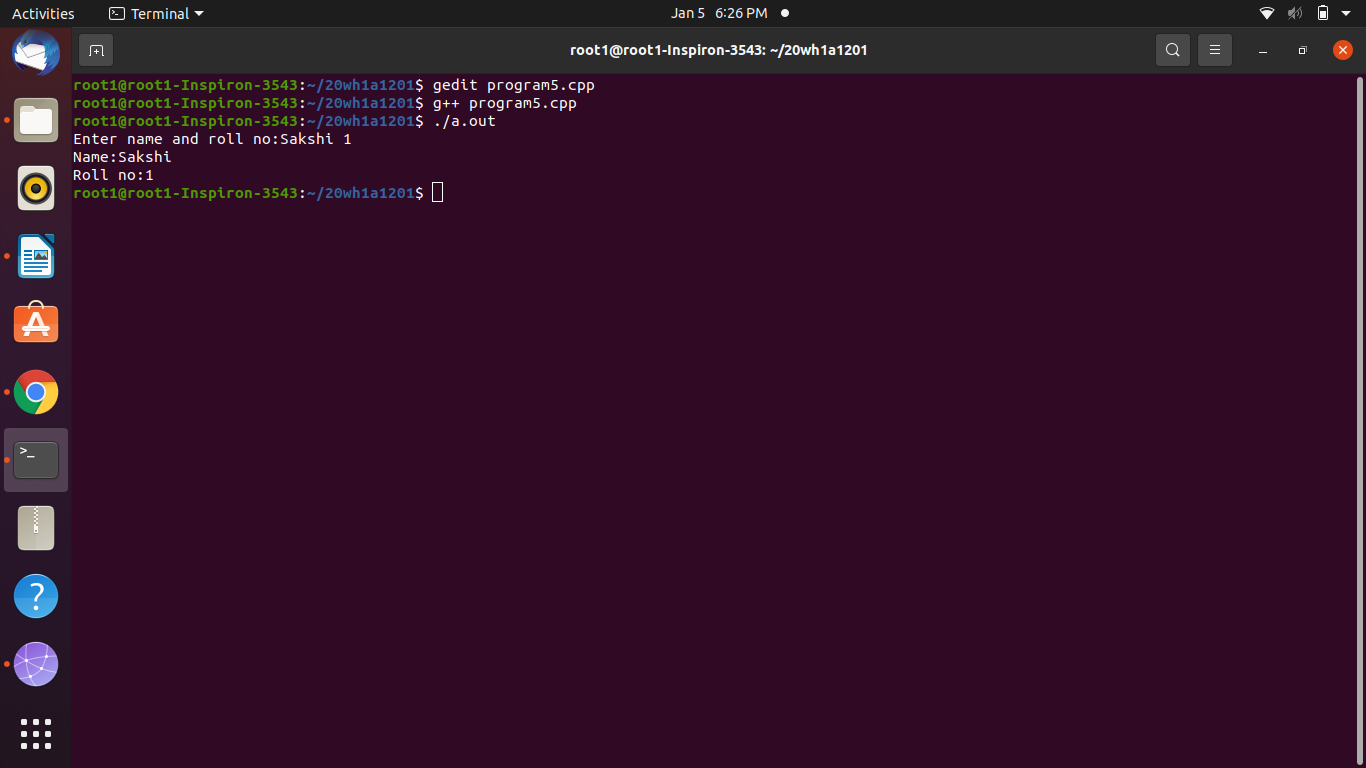 Activities Terminal Jan 5 6:26 PM
root1@root1-Inspiron-3543: ~/20wh1a1201
root1@root1-Inspiron-3543:~/20wh1a1201$ gedit program5.cpp
root1@root1-Inspiron-3543:~/20wh1a1201$ g++ program5.cpp
root1@root1-Inspiron-3543:~/20wh1a1201$ ./a.out
Enter name and roll no:Sakshi 1
Name:Sakshi
Roll no:1
root1@root1-Inspiron-3543:~/20wh1a1201$